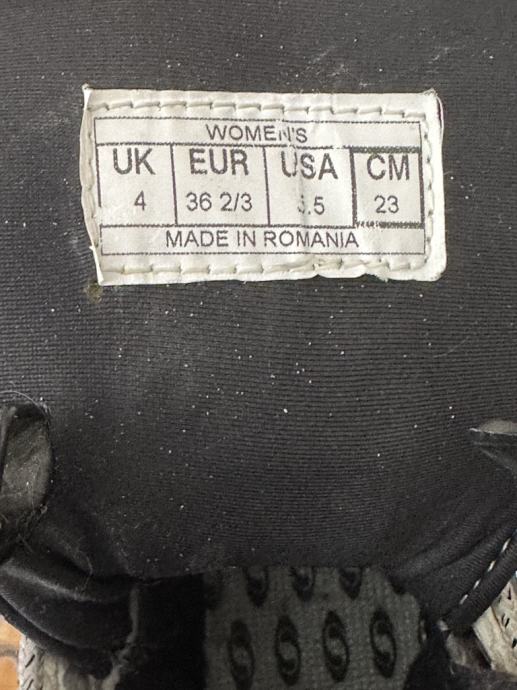 WOMEN'S
UK EUR USA CM
4 36 2/3 23
MADE IN ROMANIA